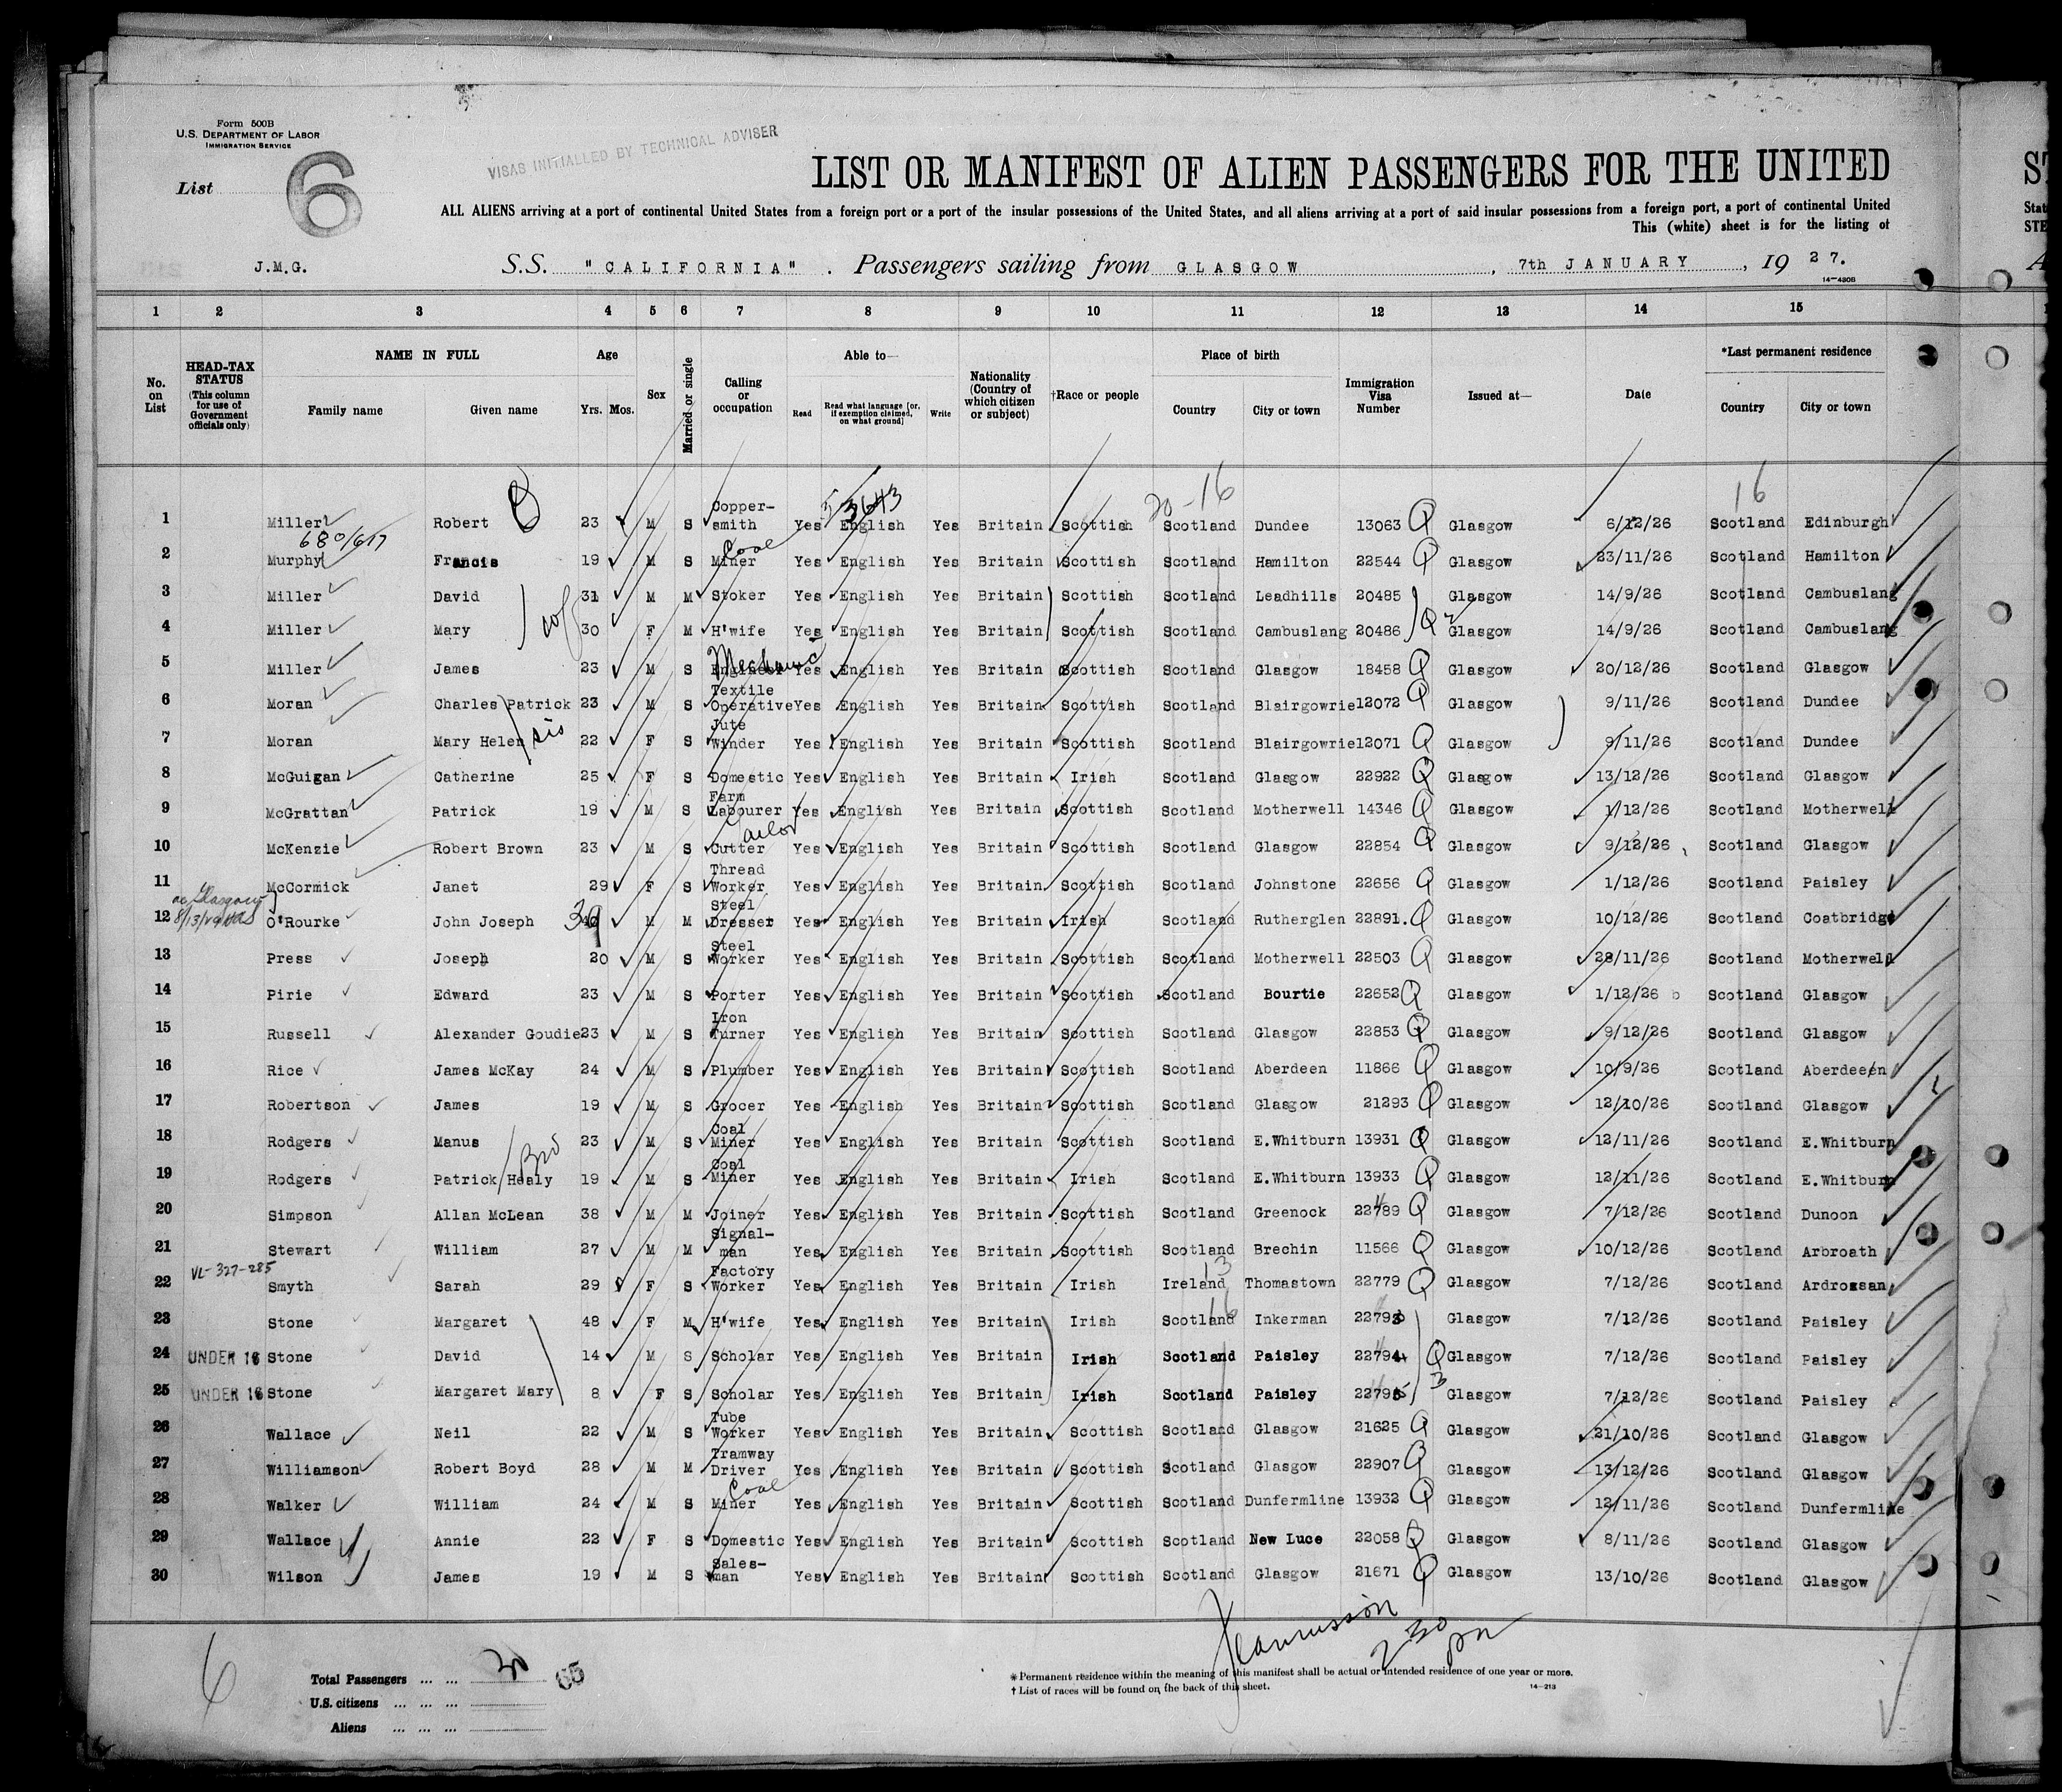 Form 500B
U.S. DEPARTMENT OF LABOR
IMMIGRATION SERVICE
VISAS INITIALLED BY TECHNICAL ADVISER
List 6
LIST OR MANIFEST OF ALIEN PASSENGERS FOR THE UNITED
ALL ALIENS arriving at a port of continental United States from a foreign port or a port of the insular possessions of the United States, and all aliens arriving at a port of said insular possessions from a foreign port, a port of continental United
This (white) sheet is for the listing of
J.M.G. S.S. "CALIFORNIA" . Passengers sailing from GLASGOW , 7th JANUARY , 19 27.
14-430B
1 2 3 4 5 6 7 8 9 10 11 12 13 14 15
No. on List
HEAD-TAX STATUS (This column for use of Government officials only)
NAME IN FULL
Family name Given name
Age
Yrs. Mos.
Sex
Married or single
Calling or occupation
Able to—
Read Read what language [or, if exemption claimed, on what ground] Write
Nationality (Country of which citizen or subject)
†Race or people
Place of birth
Country City or town
Immigration Visa Number
Issued at—
Date
*Last permanent residence
Country City or town
20-16 16
53643
1 Miller Robert 23 M S Copper-smith Yes English Yes Britain Scottish Scotland Dundee 13063 Q Glasgow 6/12/26 Scotland Edinburgh
680/617
2 Murphy Francis 19 M S Coal Miner Yes English Yes Britain Scottish Scotland Hamilton 22544 Q Glasgow 23/11/26 Scotland Hamilton
3 Miller David 31 M M Stoker Yes English Yes Britain Scottish Scotland Leadhills 20485 Glasgow 14/9/26 Scotland Cambuslang
4 Miller Mary wf 30 F M H'wife Yes English Yes Britain Scottish Scotland Cambuslang 20486 Q2 Glasgow 14/9/26 Scotland Cambuslang
5 Miller James 23 M S Engineer Mechanic Yes English Yes Britain Scottish Scotland Glasgow 18458 Q Glasgow 20/12/26 Scotland Glasgow
6 Moran Charles Patrick 23 M S Textile Operative Yes English Yes Britain Scottish Scotland Blairgowrie 12072 Q Glasgow 9/11/26 Scotland Dundee
7 Moran Mary Helen sis 22 F S Jute Winder Yes English Yes Britain Scottish Scotland Blairgowrie 12071 Q Glasgow 9/11/26 Scotland Dundee
8 McGuigan Catherine 25 F S Domestic Yes English Yes Britain Irish Scotland Glasgow 22922 Q Glasgow 13/12/26 Scotland Glasgow
9 McGrattan Patrick 19 M S Farm Labourer Yes English Yes Britain Scottish Scotland Motherwell 14346 Q Glasgow 1/12/26 Scotland Motherwell
10 McKenzie Robert Brown 23 M S Tailor Cutter Yes English Yes Britain Scottish Scotland Glasgow 22854 Q Glasgow 9/12/26 Scotland Glasgow
11 McCormick Janet 29 F S Thread Worker Yes English Yes Britain Scottish Scotland Johnstone 22656 Q Glasgow 1/12/26 Scotland Paisley
12 O'Rourke John Joseph 39 M M Steel Dresser Yes English Yes Britain Irish Scotland Rutherglen 22891. Q Glasgow 10/12/26 Scotland Coatbridge
13 Press Joseph 20 M S Steel Worker Yes English Yes Britain Scottish Scotland Motherwell 22503 Q Glasgow 29/11/26 Scotland Motherwell
14 Pirie Edward 23 M S Porter Yes English Yes Britain Scottish Scotland Bourtie 22652 Q Glasgow 1/12/26 Scotland Glasgow
15 Russell Alexander Goudie 23 M S Iron Turner Yes English Yes Britain Scottish Scotland Glasgow 22853 Q Glasgow 9/12/26 Scotland Glasgow
16 Rice James McKay 24 M S Plumber Yes English Yes Britain Scottish Scotland Aberdeen 11866 Q Glasgow 10/9/26 Scotland Aberdeen
17 Robertson James 19 M S Grocer Yes English Yes Britain Scottish Scotland Glasgow 21293 Q Glasgow 12/10/26 Scotland Glasgow
18 Rodgers Manus 23 M S Coal Miner Yes English Yes Britain Scottish Scotland E.Whitburn 13931 Q Glasgow 12/11/26 Scotland E.Whitburn
19 Rodgers Patrick Healy Bro 19 M S Coal Miner Yes English Yes Britain Irish Scotland E.Whitburn 13933 Q Glasgow 12/11/26 Scotland E.Whitburn
20 Simpson Allan McLean 38 M M Joiner Yes English Yes Britain Scottish Scotland Greenock 22789 Q Glasgow 7/12/26 Scotland Dunoon
21 Stewart William 27 M M Signal-man Yes English Yes Britain Scottish Scotland Brechin 11566 Q Glasgow 10/12/26 Scotland Arbroath
VL-327-285
22 Smyth Sarah 29 F S Factory Worker Yes English Yes Britain Irish Ireland 13 Thomastown 22779 Q Glasgow 7/12/26 Scotland Ardrossan
23 Stone Margaret 48 F M H'wife Yes English Yes Britain Irish Scotland 16 Inkerman 22793 Glasgow 7/12/26 Scotland Paisley
24 UNDER 16 Stone David 14 M S Scholar Yes English Yes Britain Irish Scotland Paisley 22794 Q3 Glasgow 7/12/26 Scotland Paisley
25 UNDER 16 Stone Margaret Mary 8 F S Scholar Yes English Yes Britain Irish Scotland Paisley 22795 Glasgow 7/12/26 Scotland Paisley
26 Wallace Neil 22 M S Tube Worker Yes English Yes Britain Scottish Scotland Glasgow 21625 Q Glasgow 21/10/26 Scotland Glasgow
27 Williamson Robert Boyd 28 M M Tramway Driver Yes English Yes Britain Scottish Scotland Glasgow 22907 Q Glasgow 13/12/26 Scotland Glasgow
28 Walker William 24 M S Coal Miner Yes English Yes Britain Scottish Scotland Dunfermline 13932 Q Glasgow 12/11/26 Scotland Dunfermline
29 Wallace Annie 22 F S Domestic Yes English Yes Britain Scottish Scotland New Luce 22058 Q Glasgow 8/11/26 Scotland Glasgow
30 Wilson James 19 M S Sales-man Yes English Yes Britain Scottish Scotland Glasgow 21671 Q Glasgow 13/10/26 Scotland Glasgow
2 30 pm
6
Total Passengers ... ... 30 65
U.S. citizens ... ... ...
Aliens ... ... ...
* Permanent residence within the meaning of this manifest shall be actual or intended residence of one year or more.
† List of races will be found on the back of this sheet.
14-213